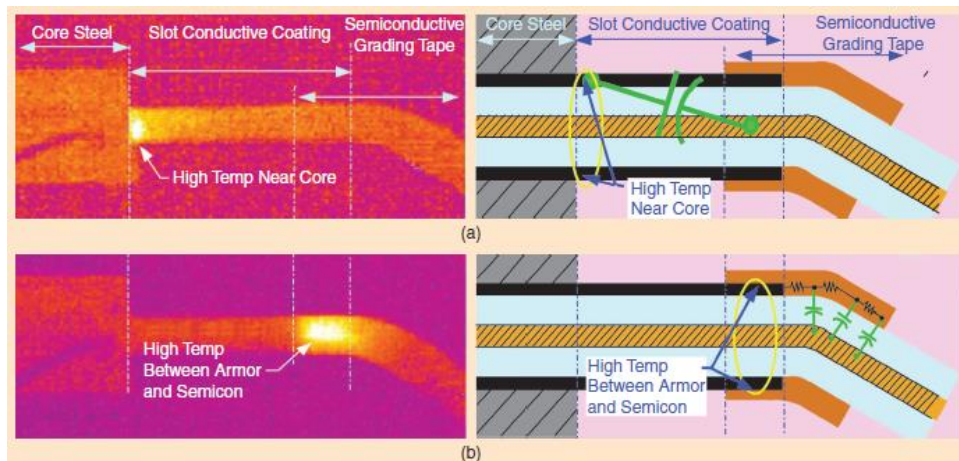 Core Steel
Slot Conductive Coating
Semiconductive
Grading Tape
High Temp Near Core
Core Steel
Slot Conductive Coating
Semiconductive
Grading Tape
High Temp
Near Core
(a)
High Temp
Between Armor
and Semicon
High Temp
Between Armor
and Semicon
(b)